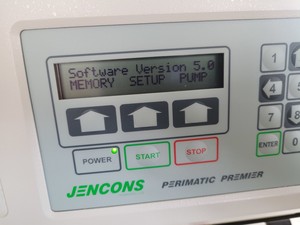 Software Version 5.0
MEMORY SETUP PUMP
1
4
7 8
0
ENTER
POWER START STOP
JENCONS PERIMATIC PREMIER